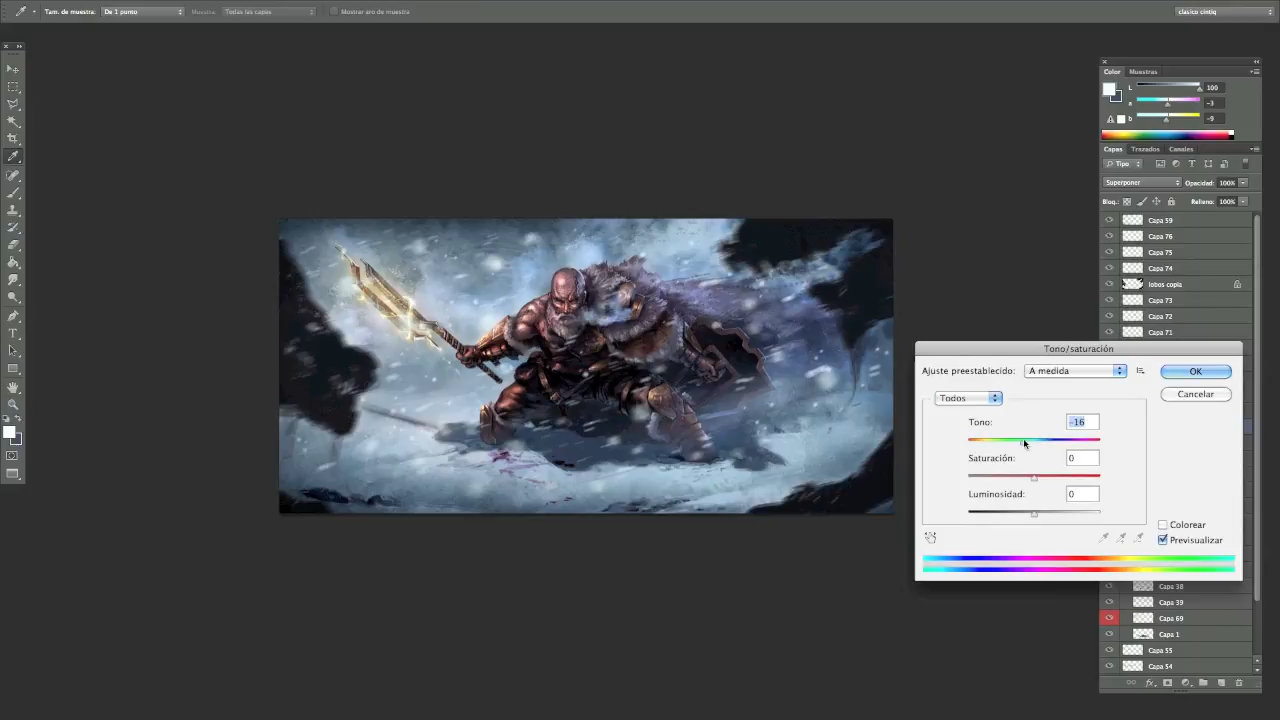 Tam. de muestra: De 1 punto Muestra: Todas las capas Mostrar aro de muestra clasico cintiq
Color Muestras
L 100
a -3
b -9
Capas Trazados Canales
Tipo
Superponer Opacidad: 100%
Bloq.: Relleno: 100%
Capa 59
Capa 76
Capa 75
Capa 74
lobos copia
Capa 73
Capa 72
Capa 71
Tono/saturación
Ajuste preestablecido: A medida OK
Todos Cancelar
Tono: -16
Saturación: 0
Luminosidad: 0
Colorear
Previsualizar
Capa 38
Capa 39
Capa 69
Capa 1
Capa 55
Capa 54